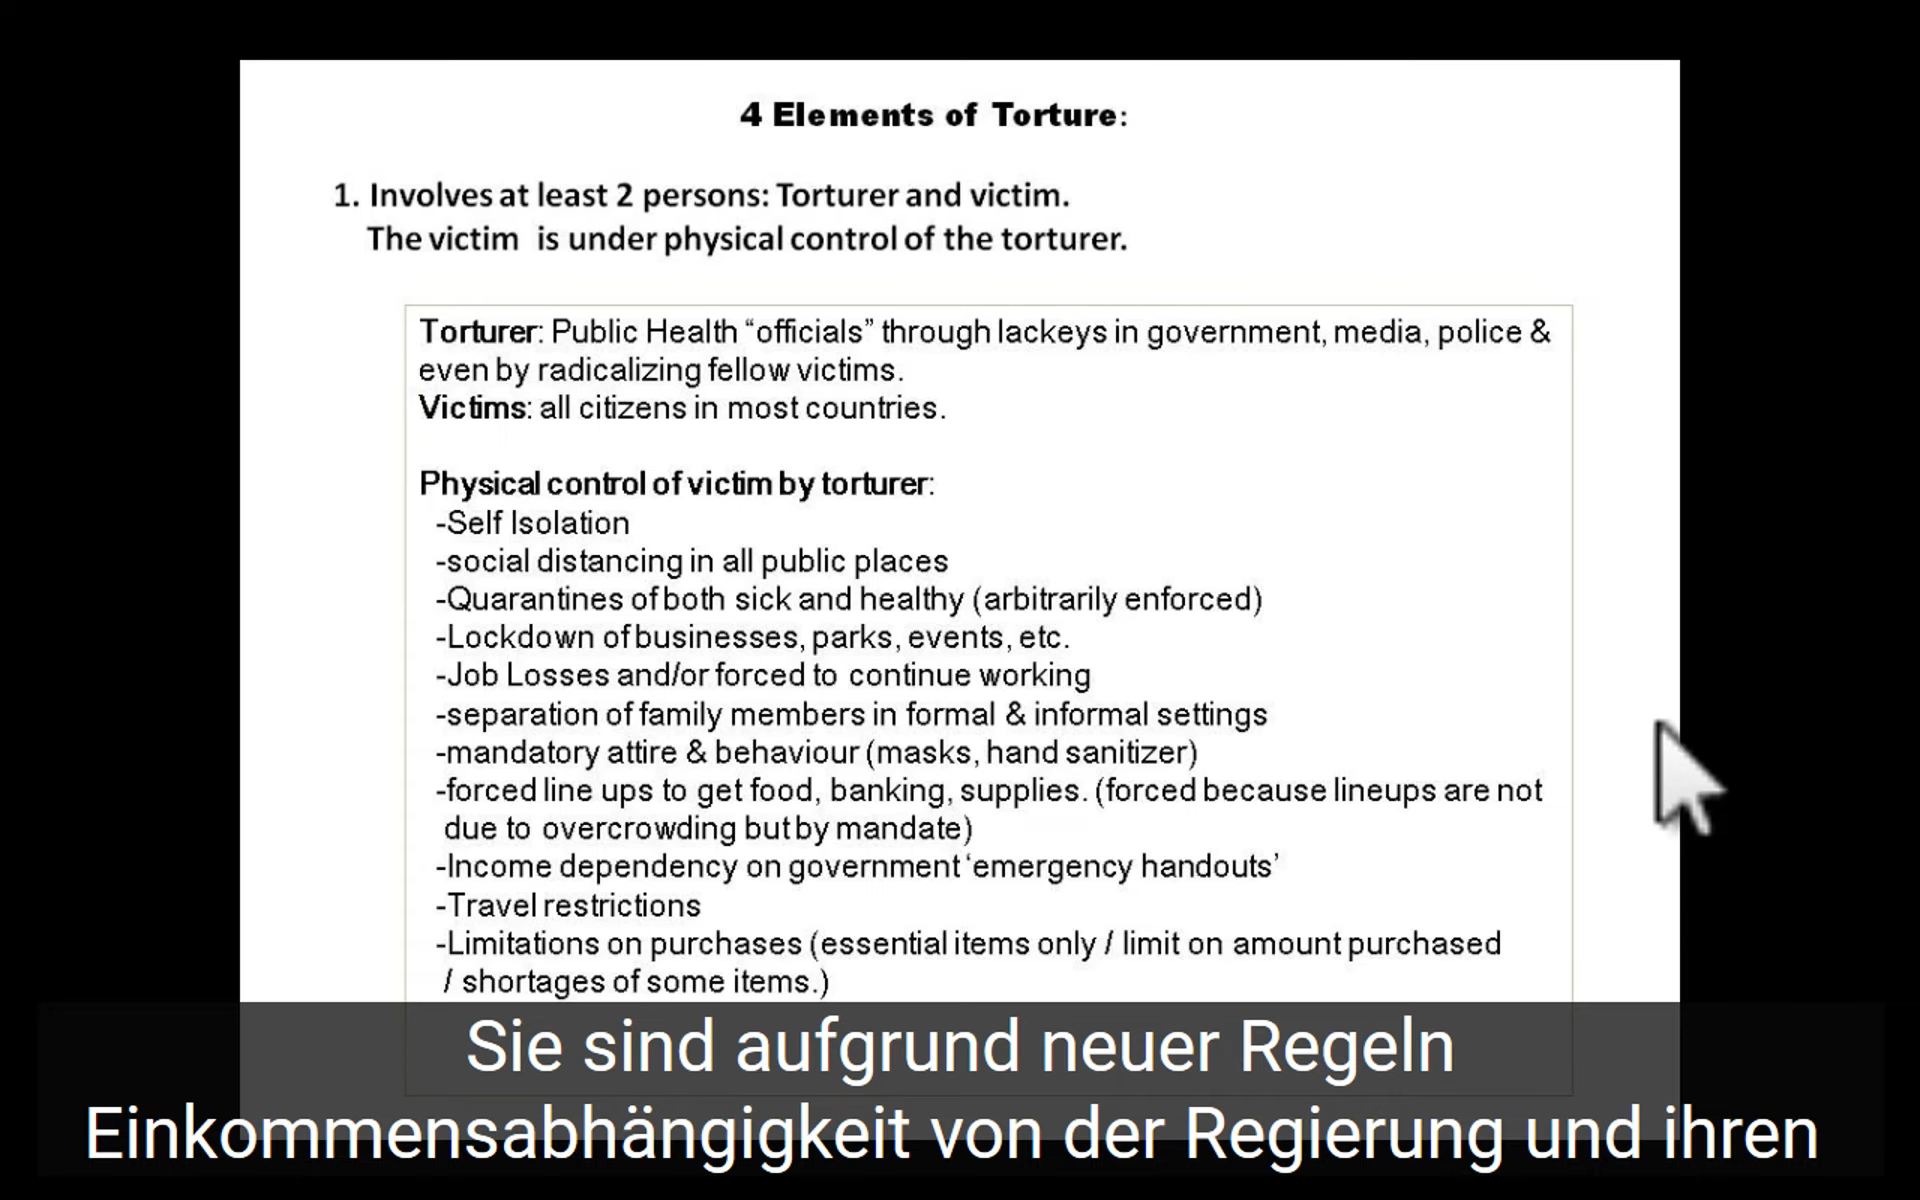 4 Elements of Torture:
1. Involves at least 2 persons: Torturer and victim.
The victim is under physical control of the torturer.
Torturer: Public Health “officials” through lackeys in government, media, police &
even by radicalizing fellow victims.
Victims: all citizens in most countries.
Physical control of victim by torturer:
-Self Isolation
-social distancing in all public places
-Quarantines of both sick and healthy (arbitrarily enforced)
-Lockdown of businesses, parks, events, etc.
-Job Losses and/or forced to continue working
-separation of family members in formal & informal settings
-mandatory attire & behaviour (masks, hand sanitizer)
-forced line ups to get food, banking, supplies. (forced because lineups are not
due to overcrowding but by mandate)
-Income dependency on government ‘emergency handouts’
-Travel restrictions
-Limitations on purchases (essential items only / limit on amount purchased
/ shortages of some items.)
Sie sind aufgrund neuer Regeln
Einkommensabhängigkeit von der Regierung und ihren